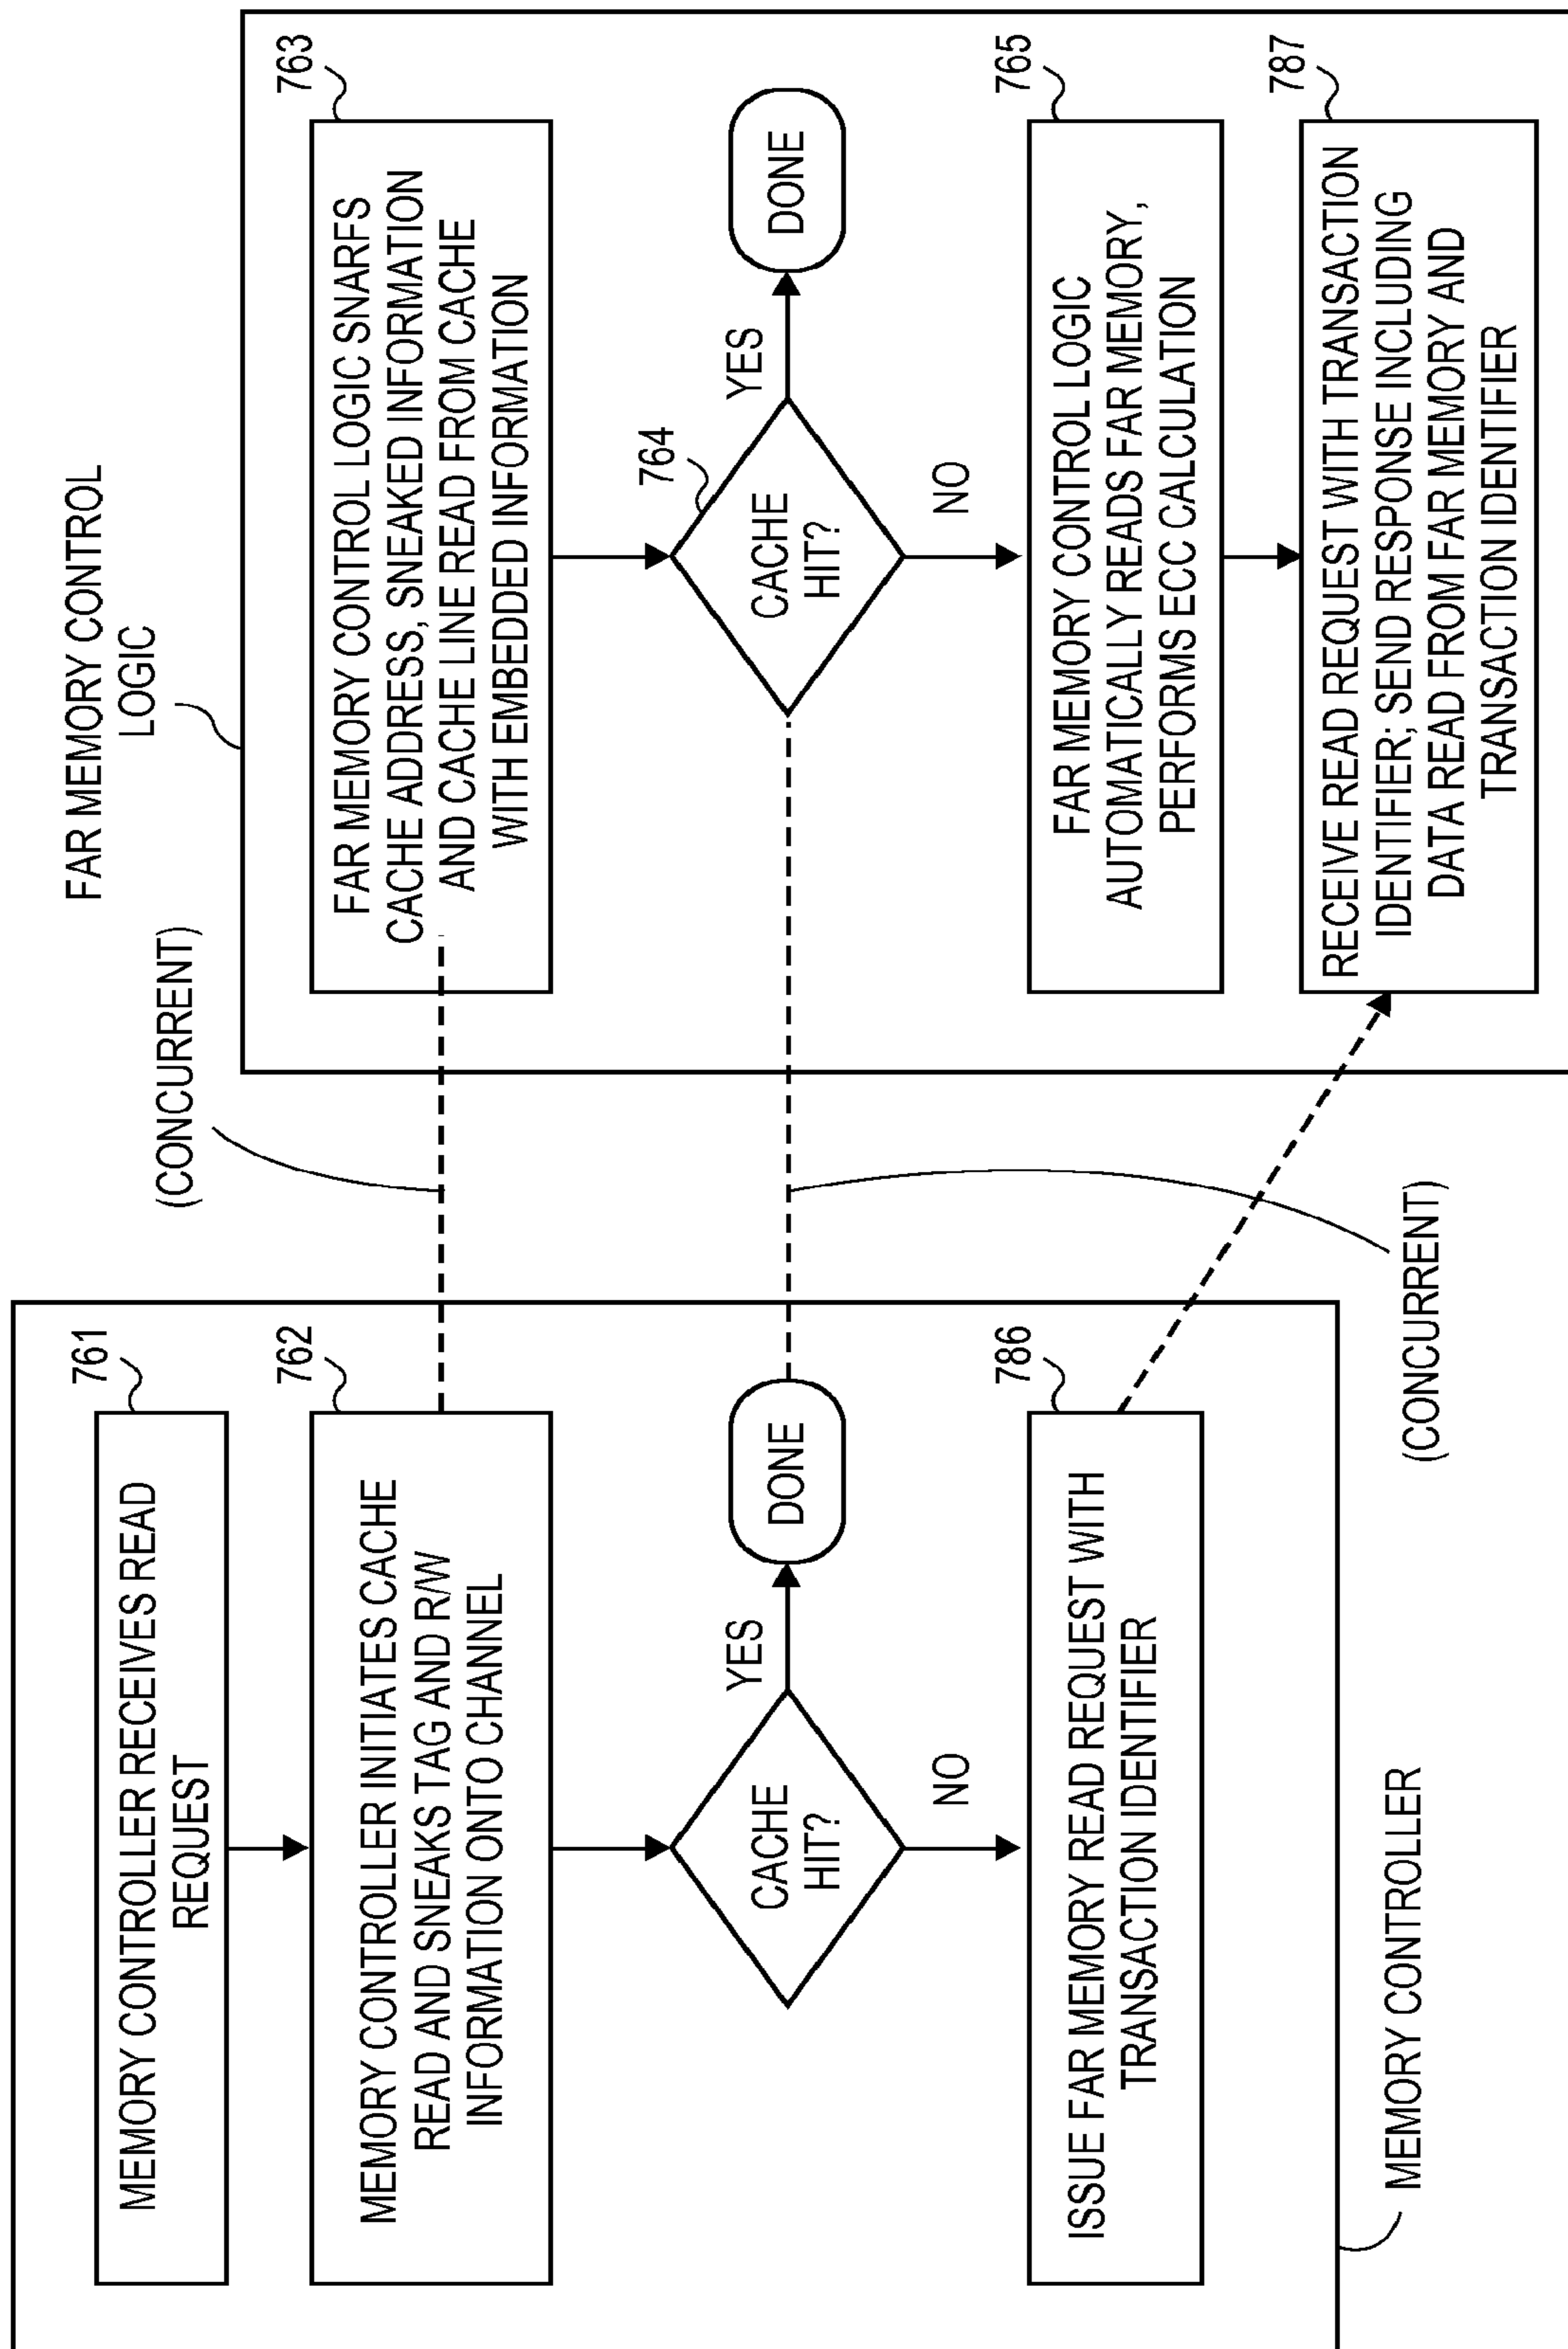 FAR MEMORY CONTROL
LOGIC
(CONCURRENT)
761
MEMORY CONTROLLER RECEIVES READ
REQUEST
762
MEMORY CONTROLLER INITIATES CACHE
READ AND SNEAKS TAG AND R/W
INFORMATION ONTO CHANNEL
CACHE
HIT?
YES
DONE
NO
786
ISSUE FAR MEMORY READ REQUEST WITH
TRANSACTION IDENTIFIER
MEMORY CONTROLLER
763
FAR MEMORY CONTROL LOGIC SNARFS
CACHE ADDRESS, SNEAKED INFORMATION
AND CACHE LINE READ FROM CACHE
WITH EMBEDDED INFORMATION
764
CACHE
HIT?
YES
DONE
NO
765
FAR MEMORY CONTROL LOGIC
AUTOMATICALLY READS FAR MEMORY,
PERFORMS ECC CALCULATION
787
RECEIVE READ REQUEST WITH TRANSACTION
IDENTIFIER; SEND RESPONSE INCLUDING
DATA READ FROM FAR MEMORY AND
TRANSACTION IDENTIFIER
(CONCURRENT)